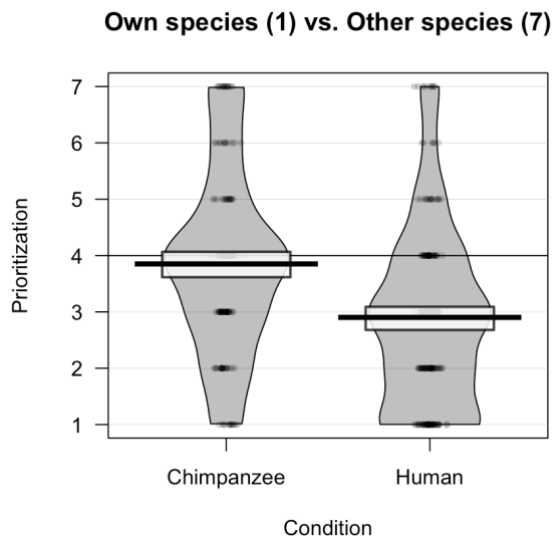 Own species (1) vs. Other species (7)
7
6
5
4
3
2
1
Prioritization
Chimpanzee Human
Condition